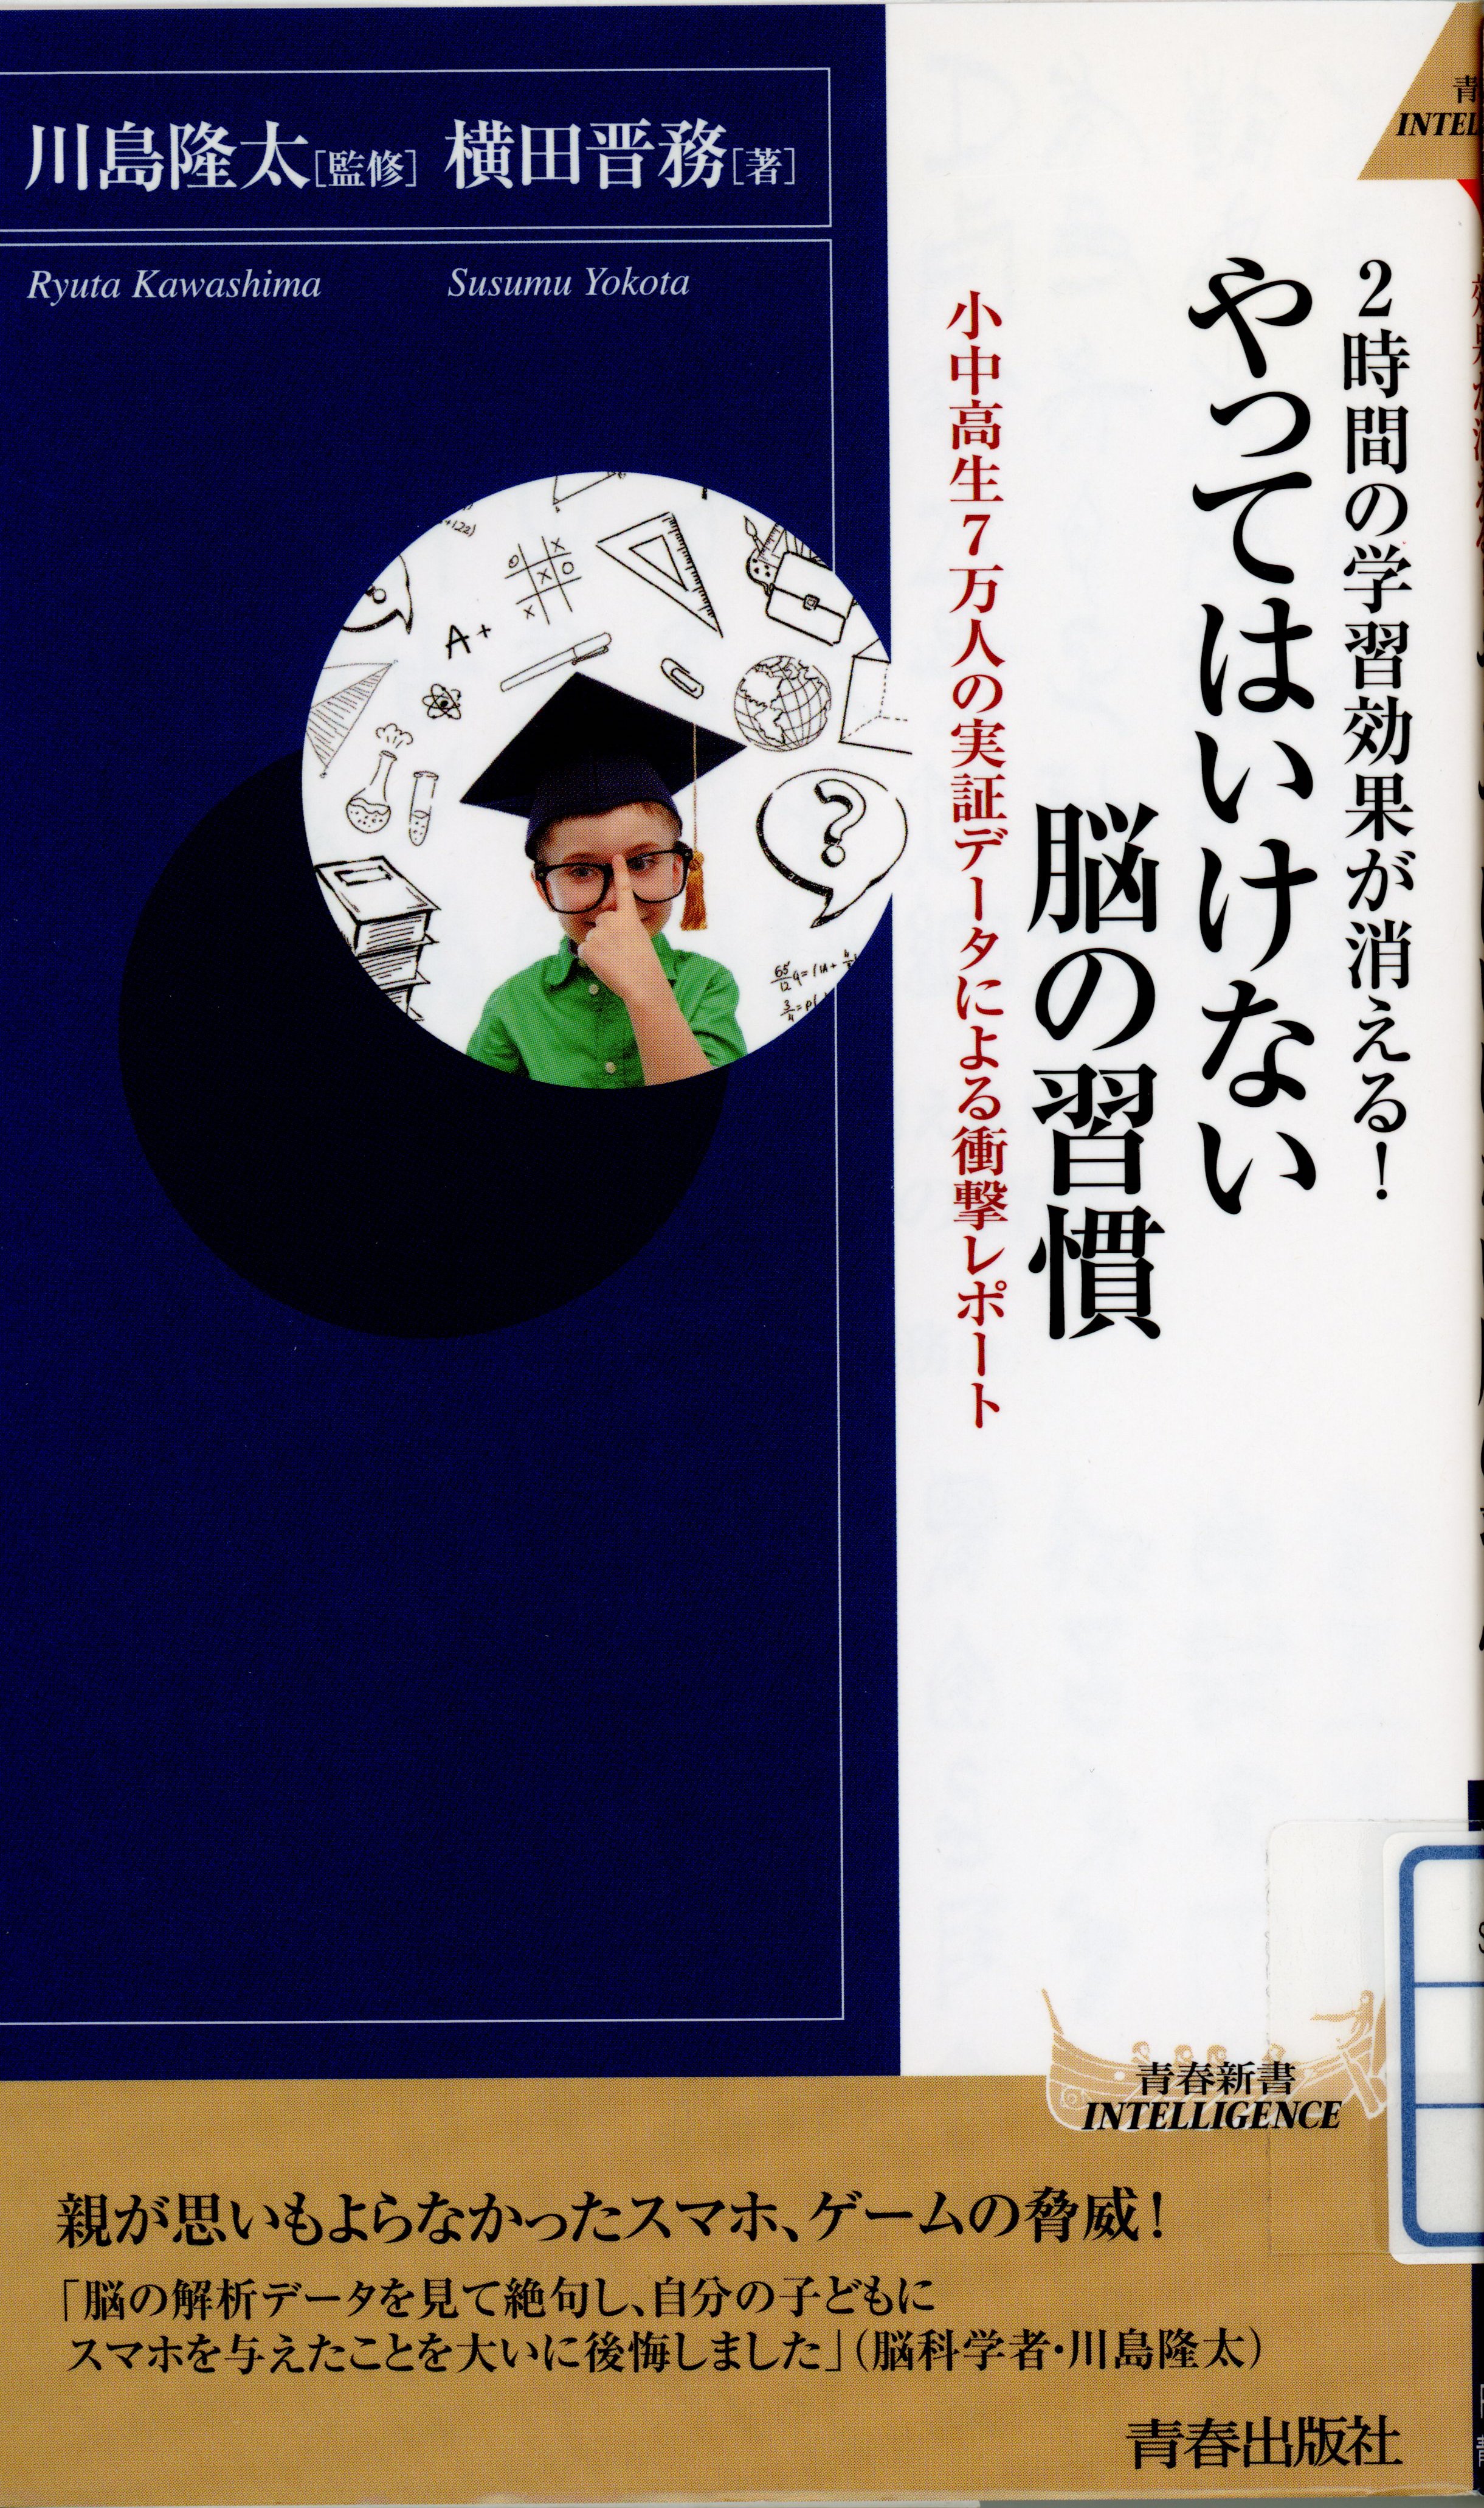 川島隆太[監修] 横田晋務[著]
Ryuta Kawashima Susumu Yokota
2時間の学習効果が消える!
やってはいけない
脳の習慣
小中高生7万人の実証データによる衝撃レポート
A+
?
青春新書
INTELLIGENCE
親が思いもよらなかったスマホ、ゲームの脅威!
「脳の解析データを見て絶句し、自分の子どもに
スマホを与えたことを大いに後悔しました」(脳科学者・川島隆太)
青春出版社